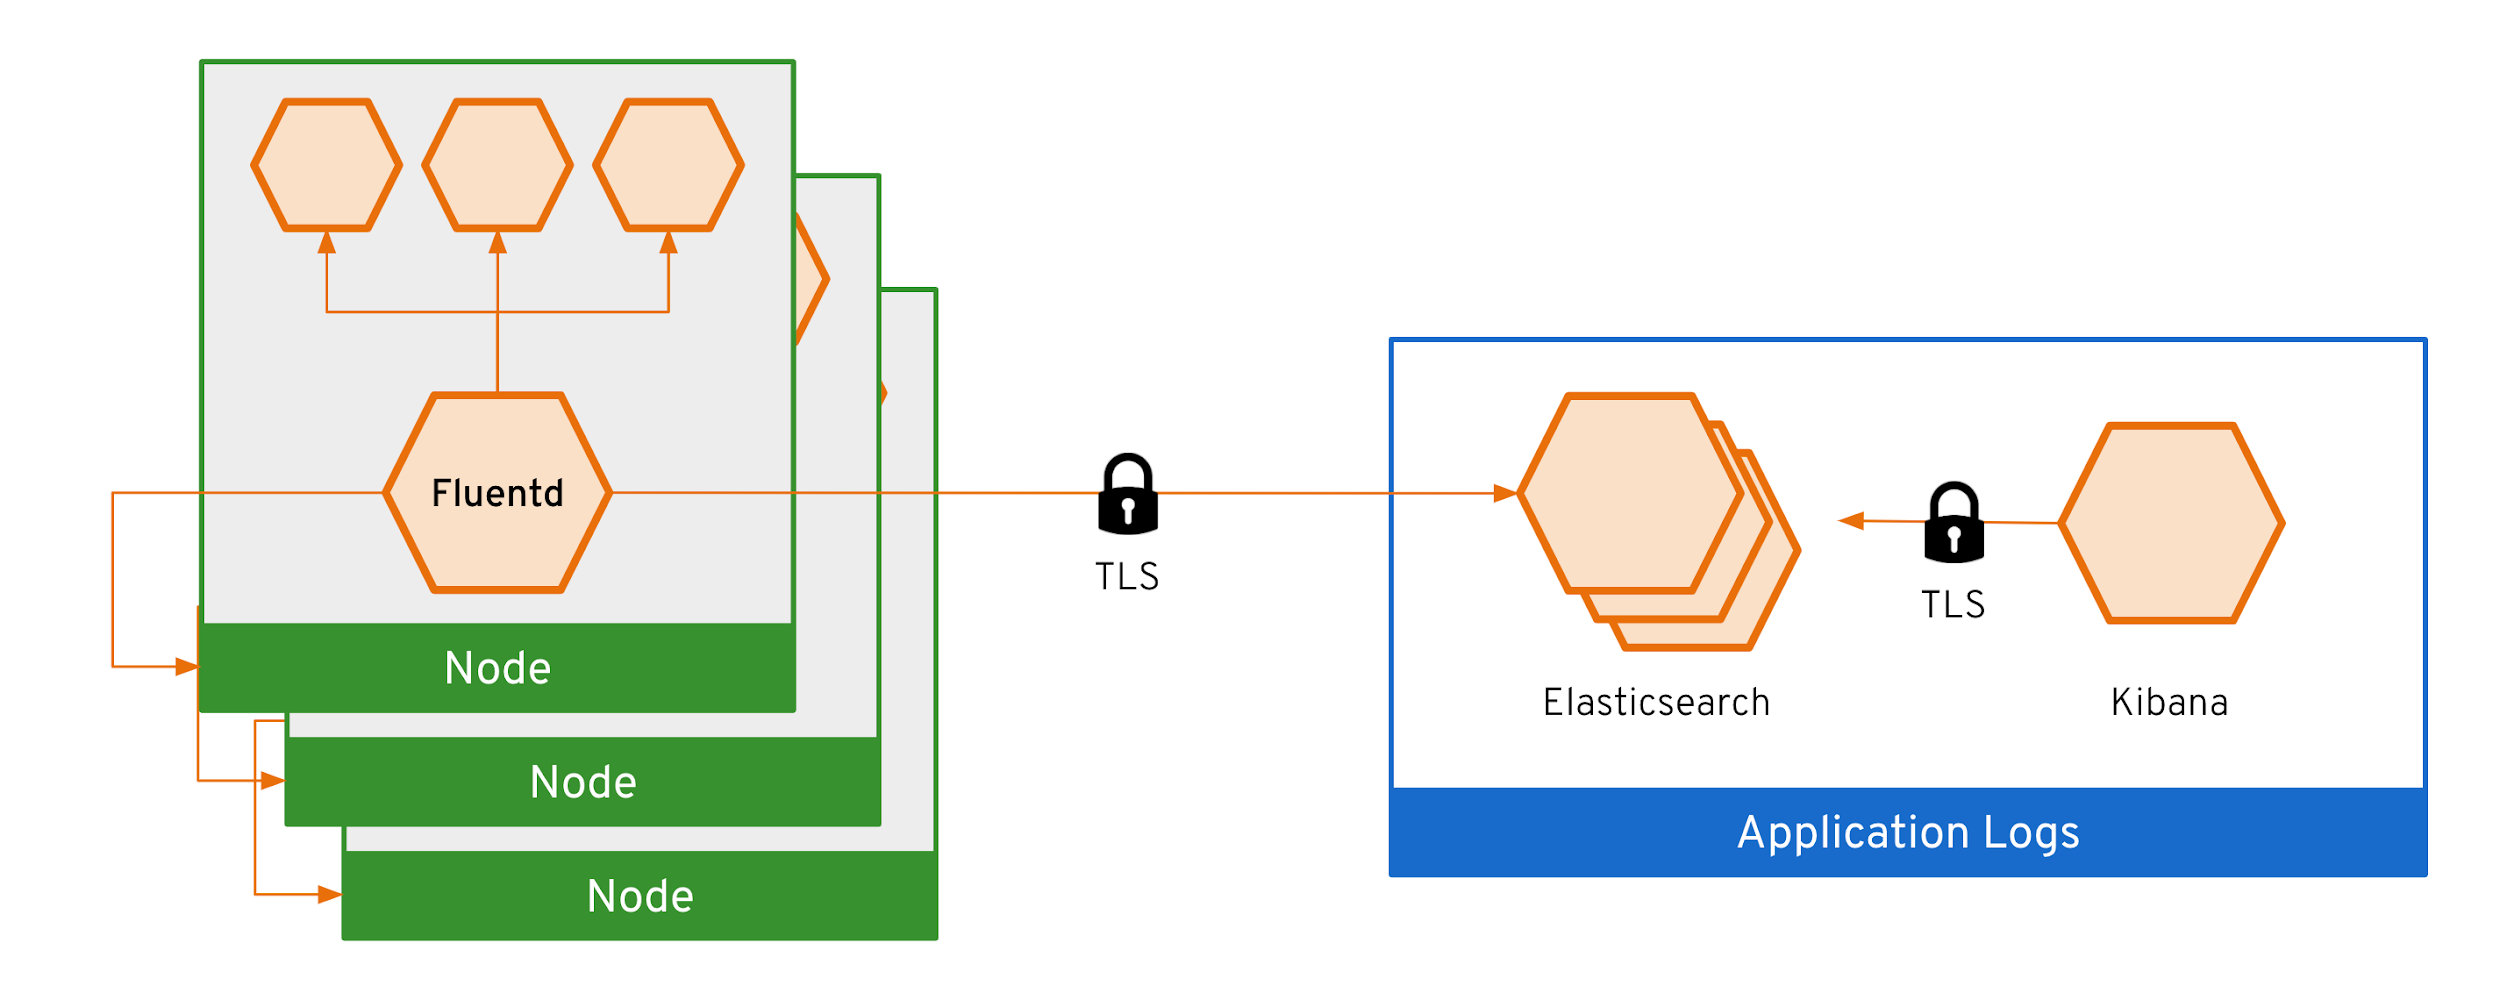 Fluentd
Node
Node
Node
TLS
Elasticsearch
TLS
Kibana
Application Logs